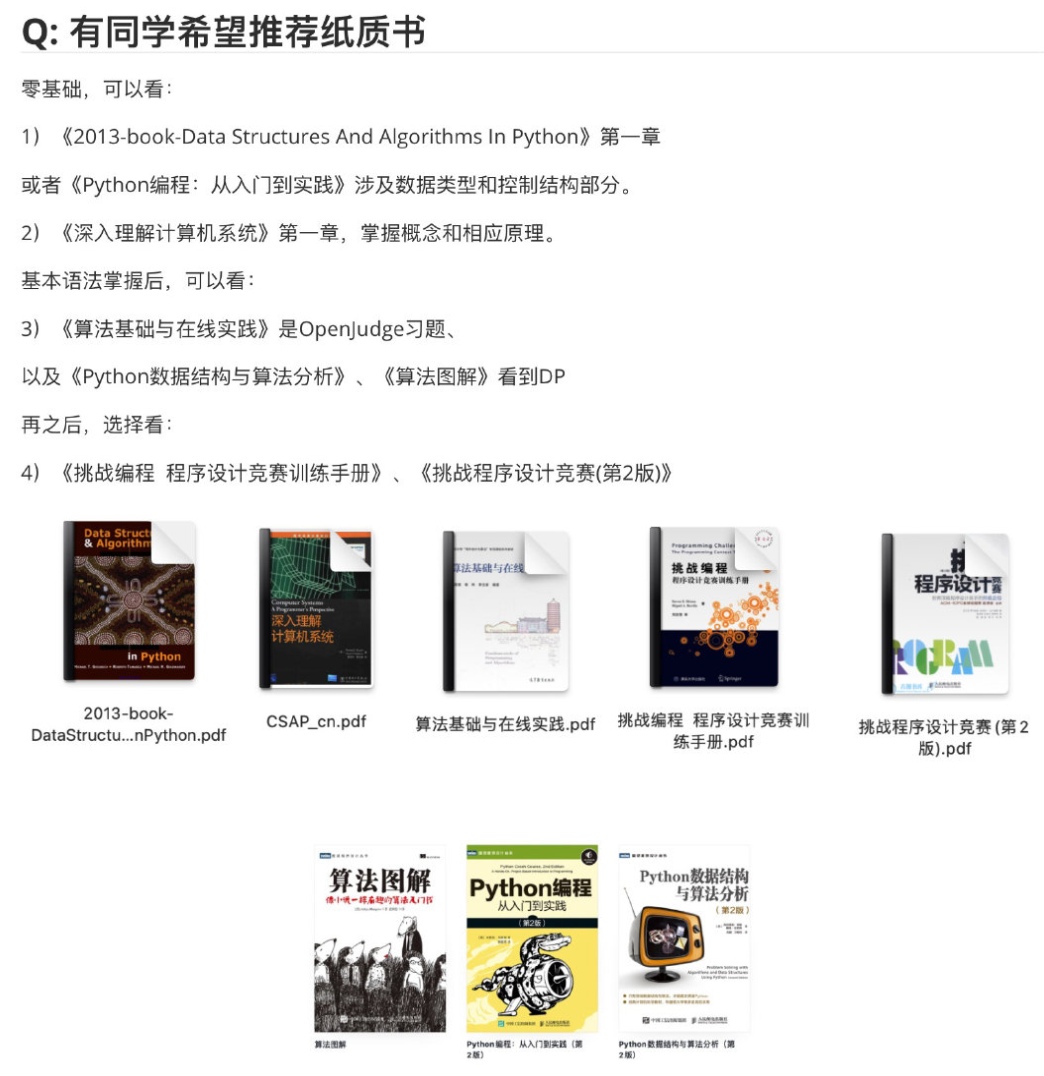 Q: 有同学希望推荐纸质书
零基础，可以看：
1）《2013-book-Data Structures And Algorithms In Python》第一章
或者《Python编程：从入门到实践》涉及数据类型和控制结构部分。
2）《深入理解计算机系统》第一章，掌握概念和相应原理。
基本语法掌握后，可以看：
3）《算法基础与在线实践》是OpenJudge习题、
以及《Python数据结构与算法分析》、《算法图解》看到DP
再之后，选择看：
4）《挑战编程 程序设计竞赛训练手册》、《挑战程序设计竞赛(第2版)》
Data Struct
& Algorithm
in Python
Computer Systems
A Programmer's Perspective
深入理解
计算机系统
算法基础与在线
Programming Challe
挑战编程
程序设计竞赛训练手册
Springer
挑
程序设计竞赛
PROGRAM
2013-book-
DataStructu...nPython.pdf
CSAP_cn.pdf
算法基础与在线实践.pdf
挑战编程 程序设计竞赛训
练手册.pdf
挑战程序设计竞赛(第2
版).pdf
算法图解
像小说一样有趣的算法入门书
Python编程
从入门到实践
（第2版）
Python数据结构
与算法分析
（第2版）
Problem Solving with
Algorithms and Data Structures
Using Python
算法图解
Python编程：从入门到实践（第
2版）
Python数据结构与算法分析（第
2版）